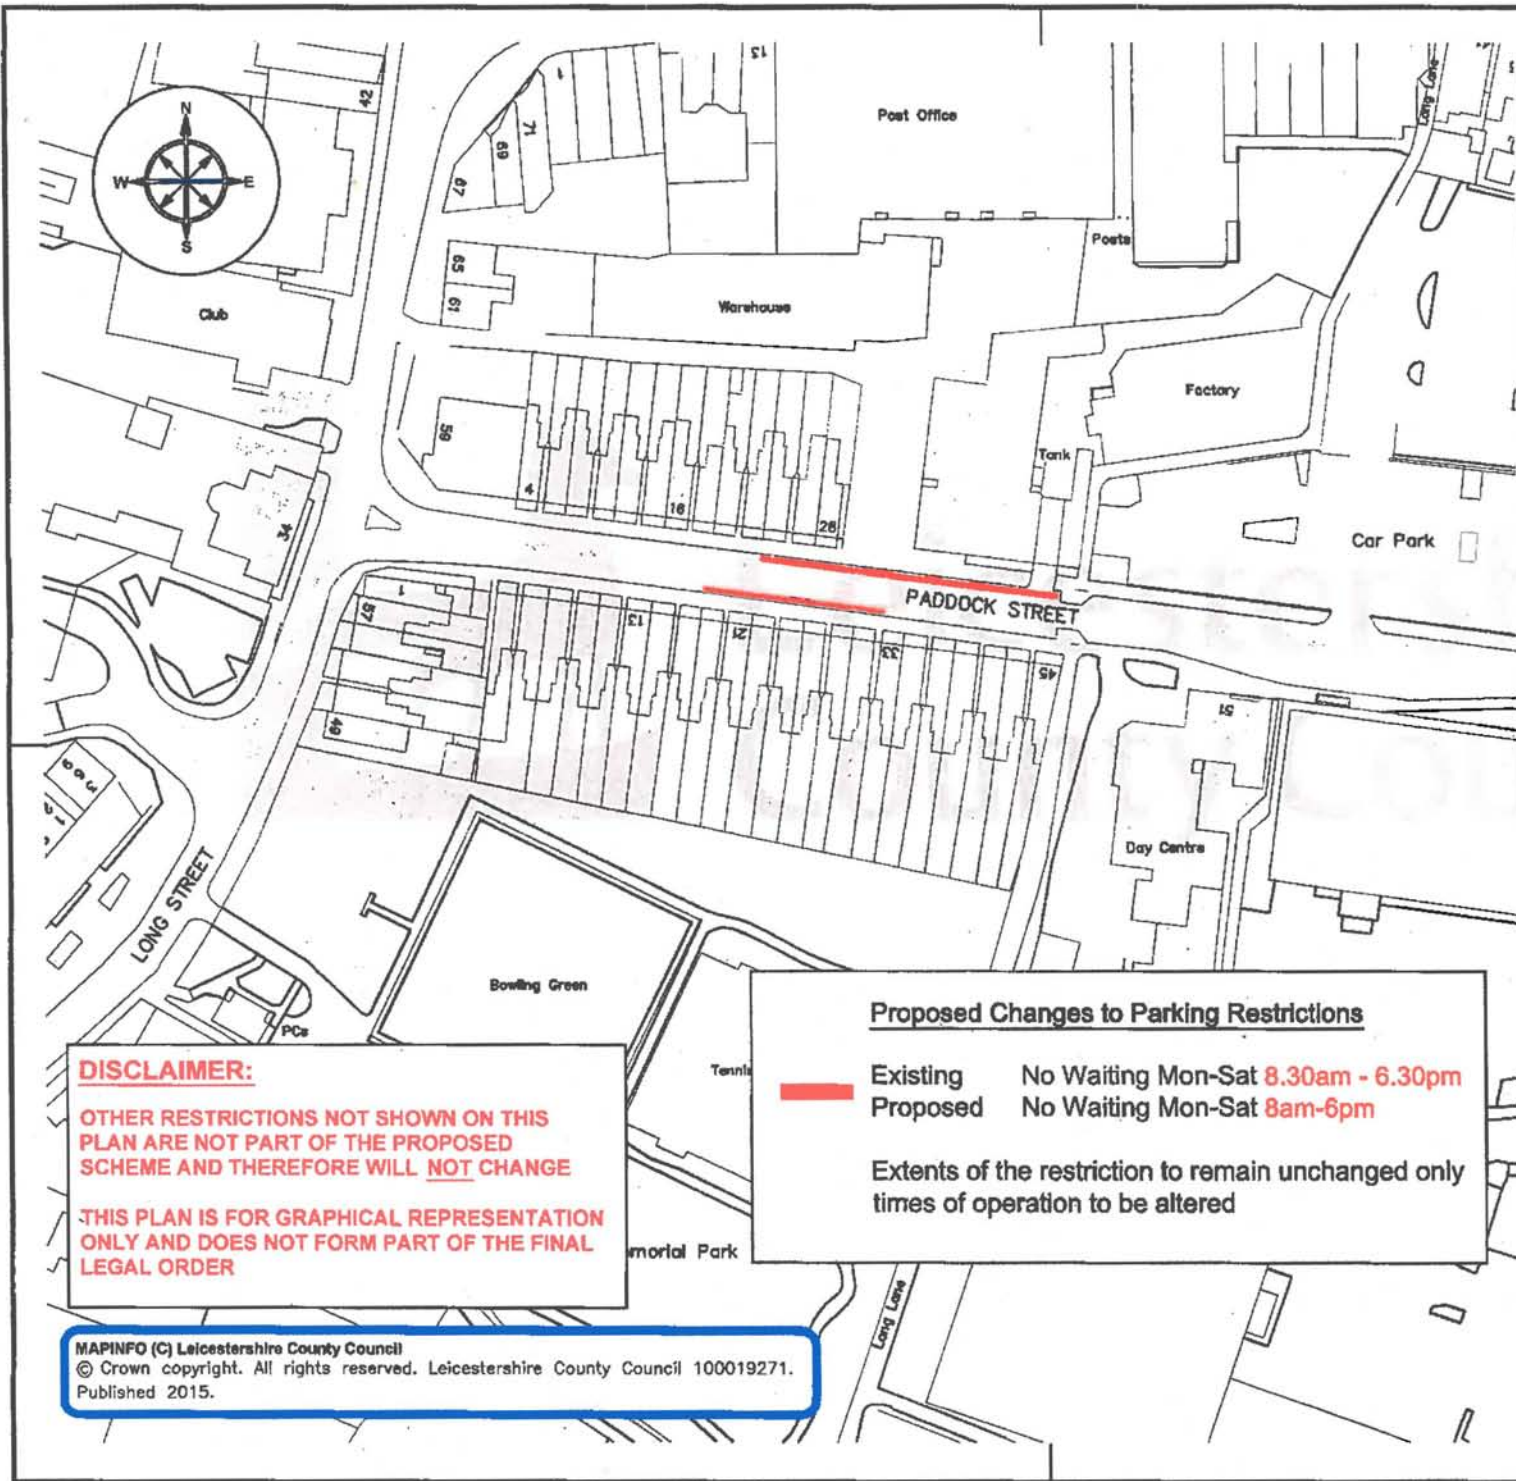 42
1
13
71
69
67
Post Office
Long Lane
N
W
E
S
65
61
Club
Warehouse
Posts
Factory
59
Tank
4
16
26
34
Car Park
PADDOCK STREET
57
1
13
21
33
45
49
51
Day Centre
LONG STREET
Bowling Green
PCs
Tennis
DISCLAIMER:
OTHER RESTRICTIONS NOT SHOWN ON THIS
PLAN ARE NOT PART OF THE PROPOSED
SCHEME AND THEREFORE WILL NOT CHANGE
THIS PLAN IS FOR GRAPHICAL REPRESENTATION
ONLY AND DOES NOT FORM PART OF THE FINAL
LEGAL ORDER
Proposed Changes to Parking Restrictions
Existing No Waiting Mon-Sat 8.30am - 6.30pm
Proposed No Waiting Mon-Sat 8am-6pm
Extents of the restriction to remain unchanged only
times of operation to be altered
morial Park
Long Lane
MAPINFO (C) Leicestershire County Council
© Crown copyright. All rights reserved. Leicestershire County Council 100019271.
Published 2015.